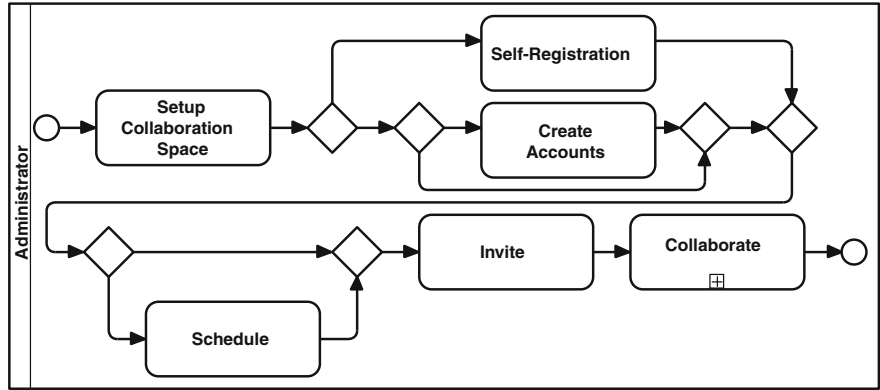 Administrator
Setup
Collaboration
Space
Self-Registration
Create
Accounts
Schedule
Invite
Collaborate